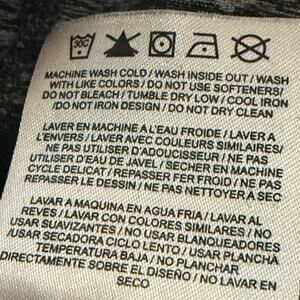 30C
MACHINE WASH COLD / WASH INSIDE OUT / WASH
WITH LIKE COLORS / DO NOT USE SOFTENERS/
DO NOT BLEACH / TUMBLE DRY LOW / COOL IRON
/DO NOT IRON DESIGN / DO NOT DRY CLEAN
LAVER EN MACHINE A L'EAU FROIDE / LAVER A
L'ENVERS / LAVER AVEC COULEURS SIMILAIRES/
NE PAS UTILISER D'ADOUCISSEUR / NE PAS
UTILISER D'EAU DE JAVEL / SECHER EN MACHINE
CYCLE DELICAT / REPASSER FER FROID / NE PAS
REPASSER LE DESSIN / NE PAS NETTOYER A SEC
LAVAR A MAQUINA EN AGUA FRIA / LAVAR AL
REVES / LAVAR CON COLORES SIMILARES / NO
USAR SUAVIZANTES / NO USAR BLANQUEADORES
/USAR SECADORA CICLO LENTO / USAR PLANCHA
TEMPERATURA BAJA / NO PLANCHAR
DIRECTAMENTE SOBRE EL DISEÑO / NO LAVAR EN
SECO